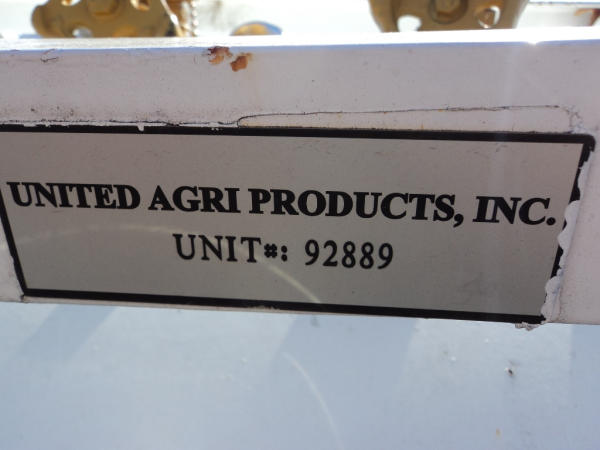 UNITED AGRI PRODUCTS, INC.
UNIT#: 92889